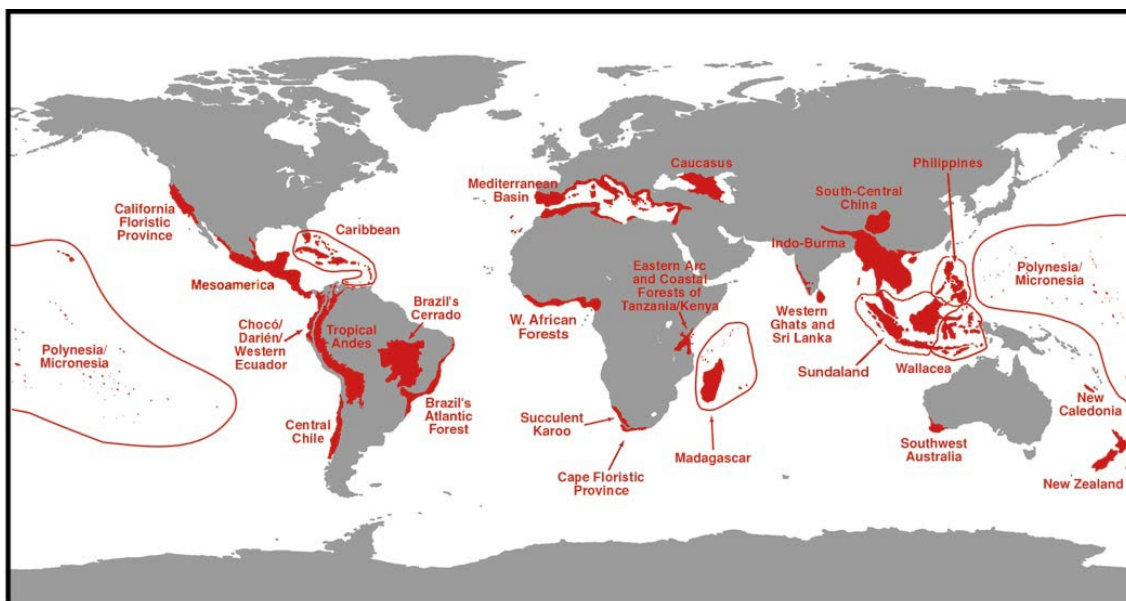 California
Floristic
Province
Mesoamerica
Caribbean
Polynesia/
Micronesia
Chocó/
Darién/
Western
Ecuador
Tropical
Andes
Brazil's
Cerrado
Brazil's
Atlantic
Forest
Central
Chile
Mediterranean
Basin
Caucasus
W. African
Forests
Eastern Arc
and Coastal
Forests of
Tanzania/Kenya
Succulent
Karoo
Cape Floristic
Province
Madagascar
South-Central
China
Indo-Burma
Western
Ghats and
Sri Lanka
Philippines
Sundaland
Wallacea
Polynesia/
Micronesia
New
Caledonia
Southwest
Australia
New Zealand